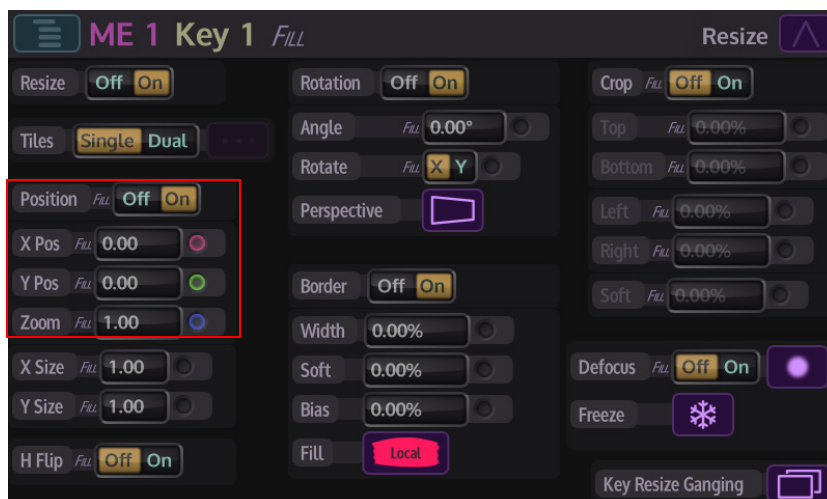 ME 1 Key 1 FILL
Resize
Resize Off On
Tiles Single Dual ...
Position FILL Off On
X Pos FILL 0.00
Y Pos FILL 0.00
Zoom FILL 1.00
X Size FILL 1.00
Y Size FILL 1.00
H Flip FILL Off On
Rotation Off On
Angle FILL 0.00°
Rotate FILL X Y
Perspective
Border Off On
Width 0.00%
Soft 0.00%
Bias 0.00%
Fill Local
Crop FILL Off On
Top FILL 0.00%
Bottom FILL 0.00%
Left FILL 0.00%
Right FILL 0.00%
Soft FILL 0.00%
Defocus FILL Off On
Freeze
Key Resize Ganging